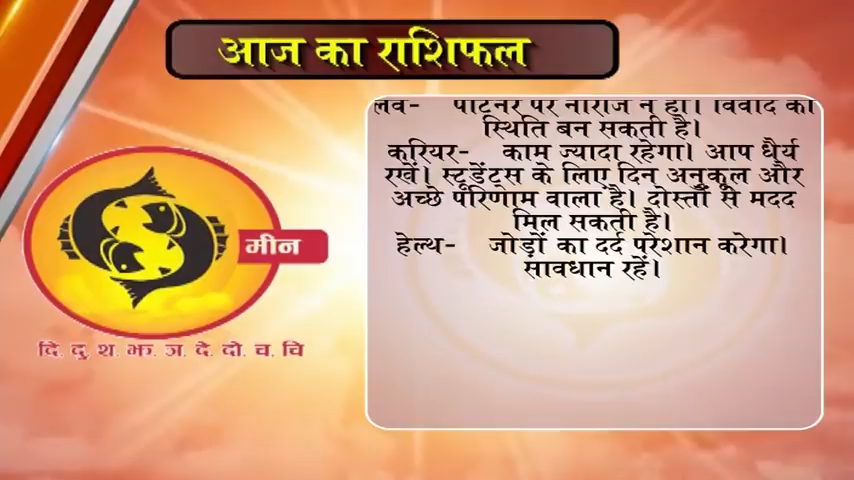 आज का राशिफल
लव- पार्टनर पर नाराज न हों। विवाद की
स्थिति बन सकती है।
करियर- काम ज्यादा रहेगा। आप धैर्य
रखें। स्टूडेंट्स के लिए दिन अनुकूल और
अच्छे परिणाम वाला है। दोस्तों से मदद
मिल सकती है।
हेल्थ- जोड़ों का दर्द परेशान करेगा।
सावधान रहें।
मीन
दि. दु. श. झ. ञ. दे. दो. च. चि